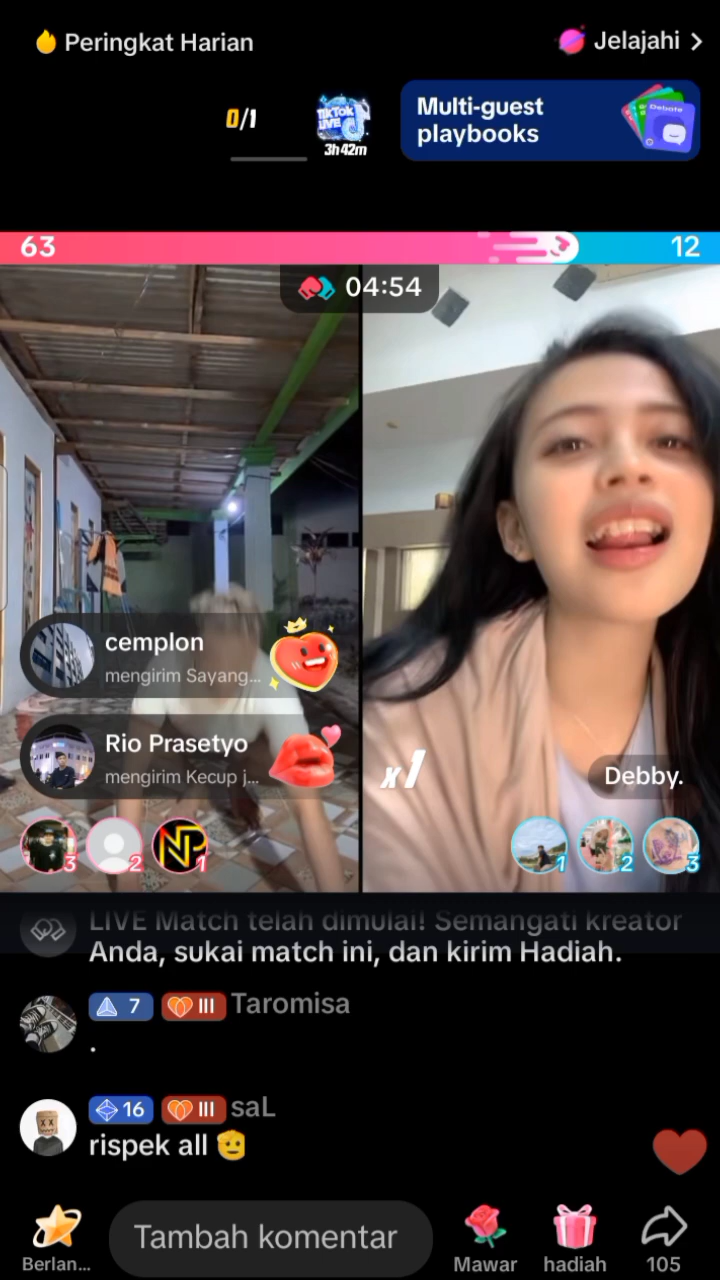 Peringkat Harian
Jelajahi
0/1
TikTok
LIVE
3h42m
Multi-guest
playbooks
Debate
63
12
04:54
cemplon
mengirim Sayang...
Rio Prasetyo
mengirim Kecup j...
x1
Debby.
3
2
NP
1
1
2
3
LIVE Match telah dimulai! Semangati kreator
Anda, sukai match ini, dan kirim Hadiah.
7 III Taromisa
.
16 III saL
rispek all 🫡
Berlan...
Tambah komentar
Mawar
hadiah
105